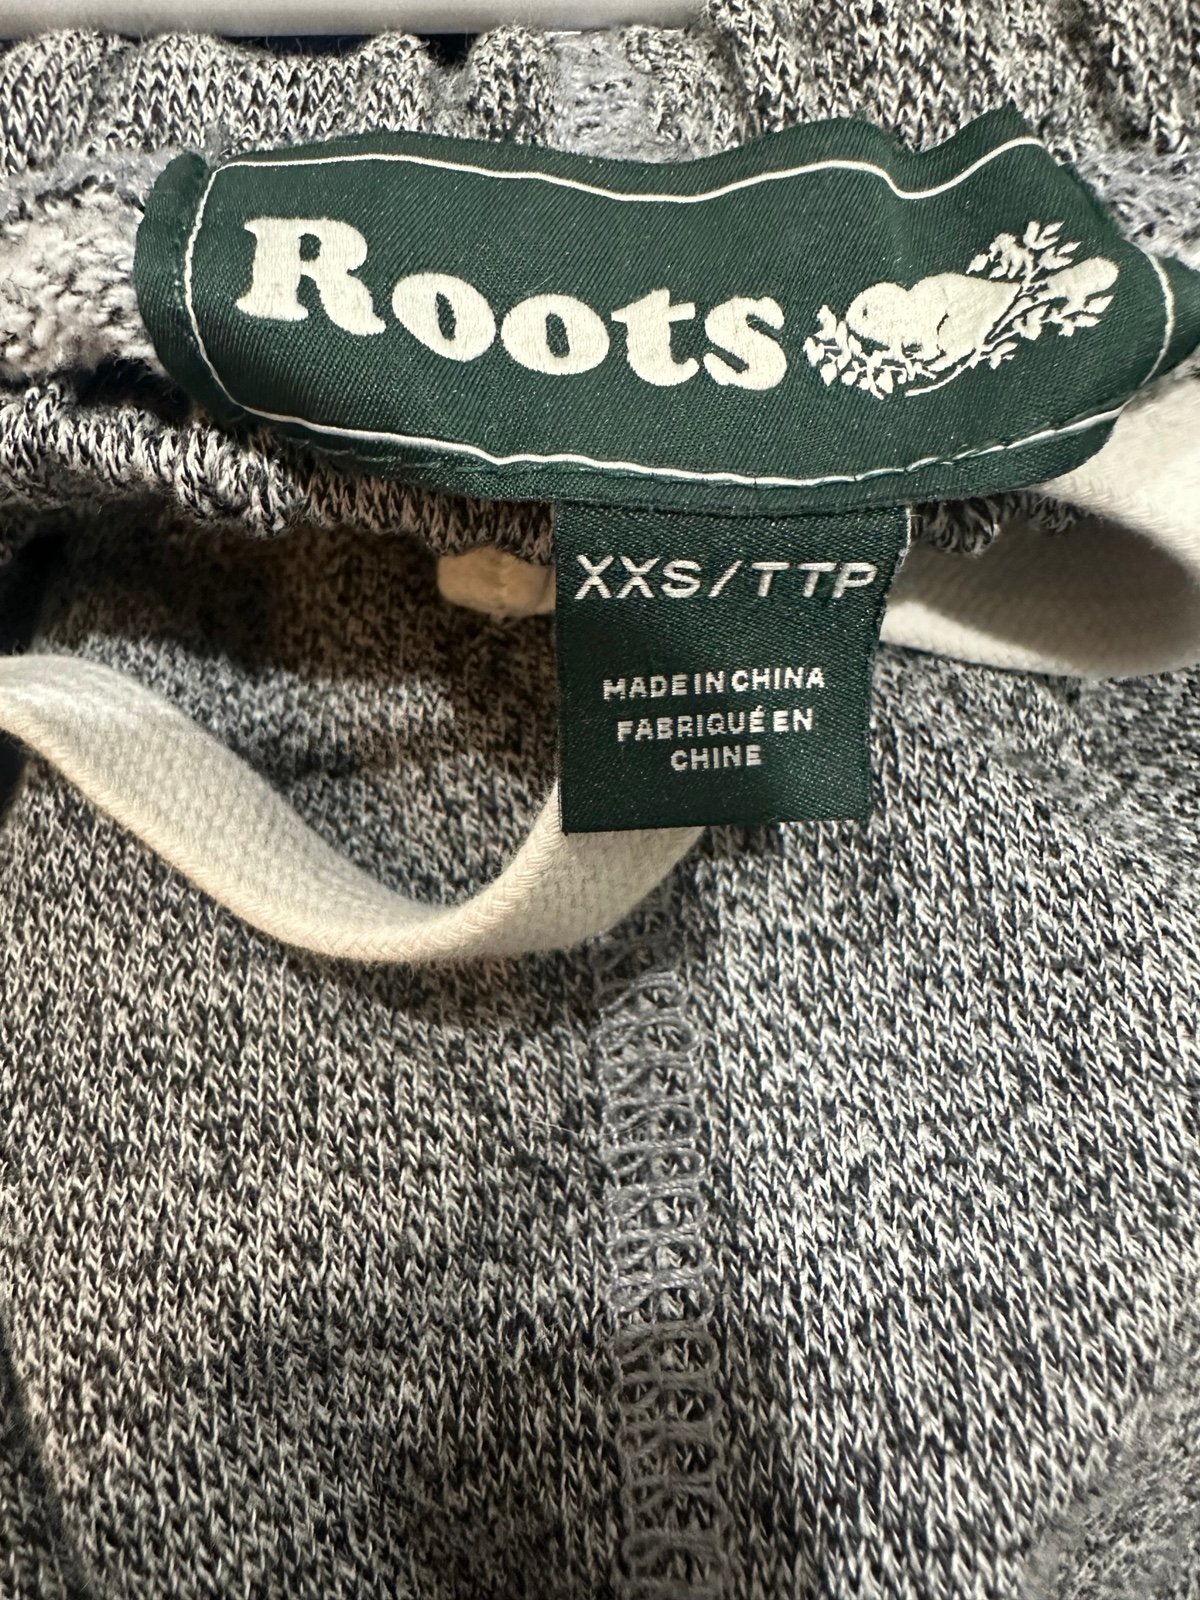 Roots
XXS/TTP
MADE IN CHINA
FABRIQUÉ EN
CHINE